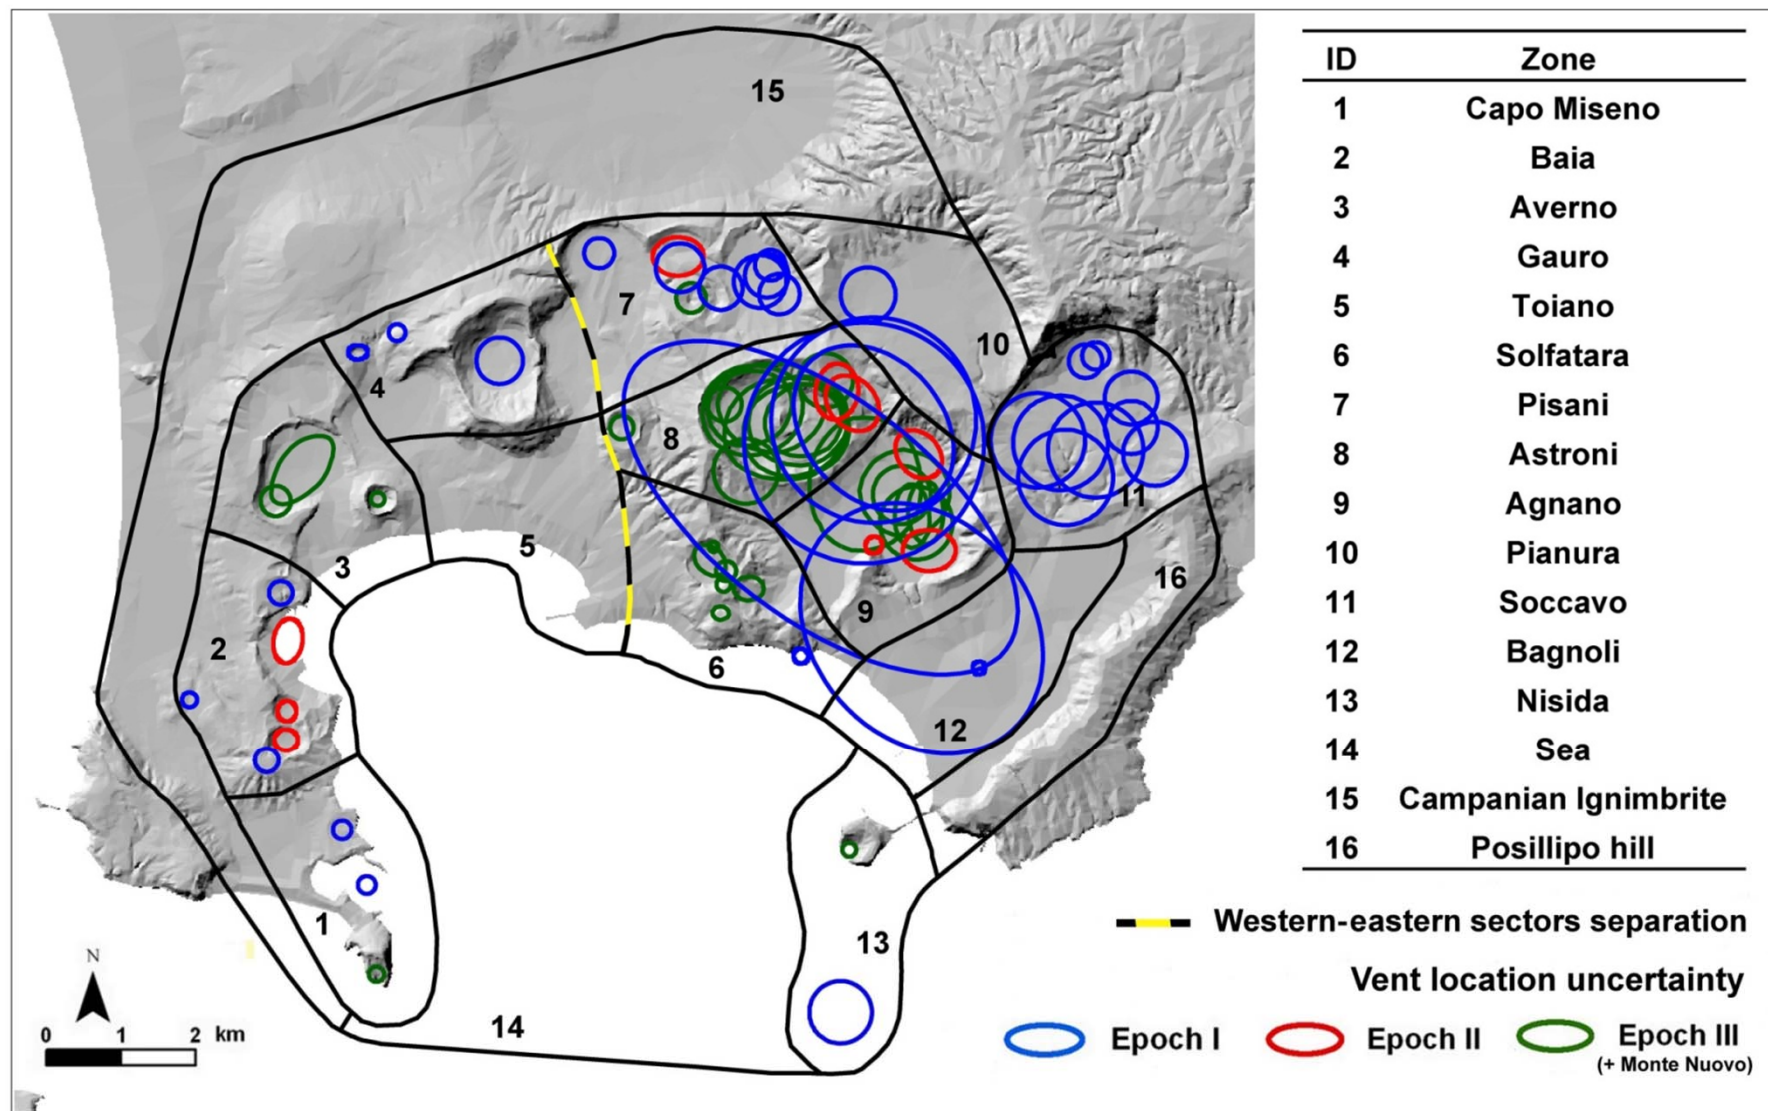 15
7
10
4
8
11
5
3
16
9
2
6
12
1
13
14
N
0 1 2 km
ID Zone
1 Capo Miseno
2 Baia
3 Averno
4 Gauro
5 Toiano
6 Solfatara
7 Pisani
8 Astroni
9 Agnano
10 Pianura
11 Soccavo
12 Bagnoli
13 Nisida
14 Sea
15 Campanian Ignimbrite
16 Posillipo hill
Western-eastern sectors separation
Vent location uncertainty
Epoch I Epoch II Epoch III
(+ Monte Nuovo)